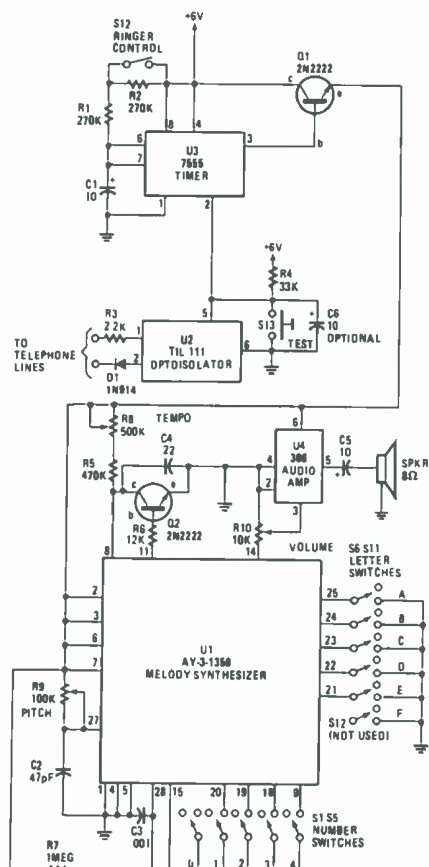 +6V
S12
RINGER
CONTROL
Q1
2N2222
c
e
b
R2
270K
R1
270K
8
4
6
7
3
U3
7555
TIMER
C1
10
+
1
2
+6V
R4
33K
S13
TEST
C6
10
OPTIONAL
+
R3
2.2K
1
5
U2
TIL 111
OPTOISOLATOR
6
2
TO
TELEPHONE
LINES
D1
1N914
R8
500K
TEMPO
C4
22
6
U4
386
AUDIO
AMP
4
2
5
3
C5
10
+
SPKR
8Ω
R5
470K
c
e
b
Q2
2N2222
R6
12K
R10
10K
VOLUME
8
11
14
S6 S11
LETTER
SWITCHES
2
3
6
7
U1
AY-3-1350
MELODY SYNTHESIZER
25
A
24
B
23
C
22
D
21
E
S12
F
(NOT USED)
R9
100K
PITCH
27
C2
47pF
1
4
5
28
15
20
19
18
9
C3
001
S1 S5
NUMBER
SWITCHES
R7
1MEG
1
2
3
4